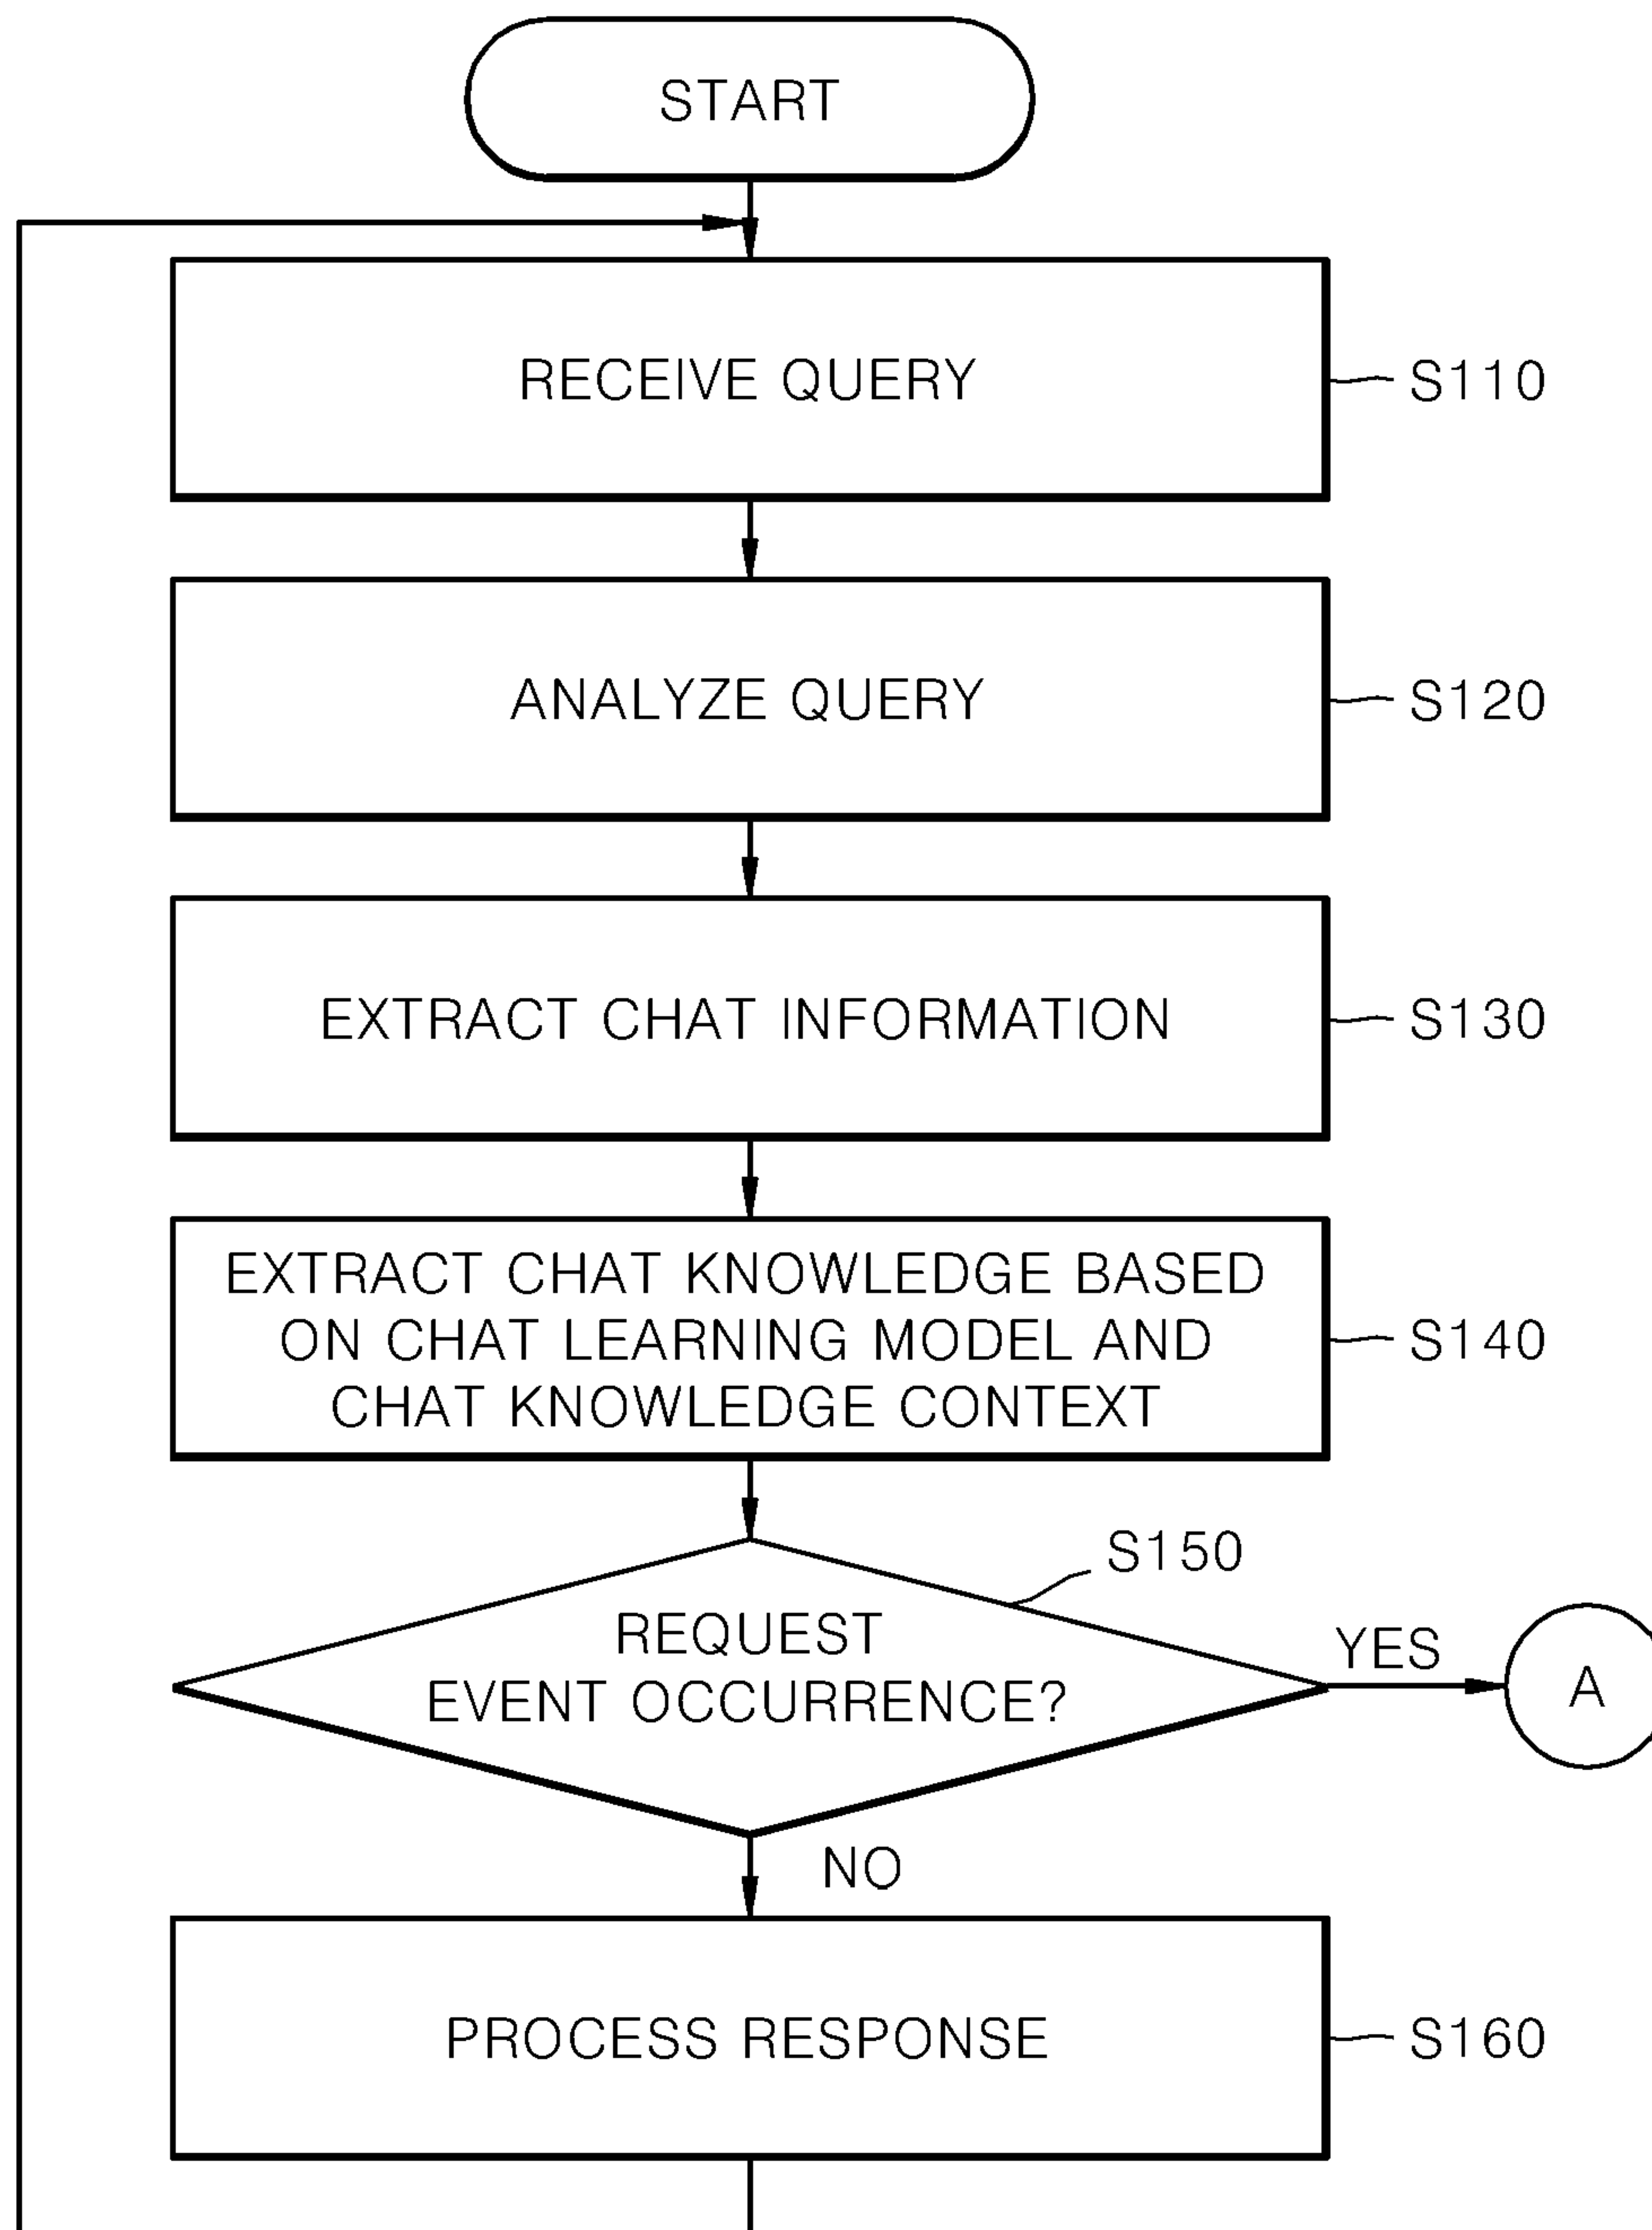 START
RECEIVE QUERY
S110
ANALYZE QUERY
S120
EXTRACT CHAT INFORMATION
S130
EXTRACT CHAT KNOWLEDGE BASED
ON CHAT LEARNING MODEL AND
CHAT KNOWLEDGE CONTEXT
S140
S150
REQUEST
EVENT OCCURRENCE?
YES
A
NO
PROCESS RESPONSE
S160